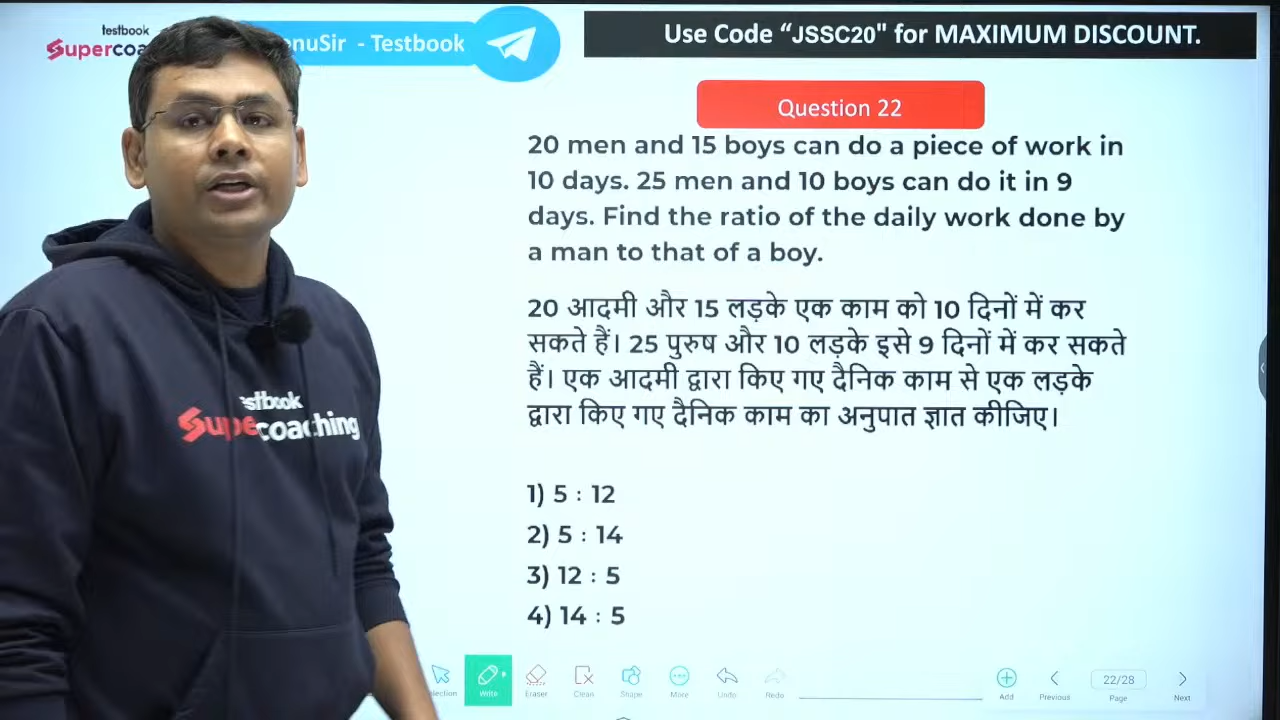 testbook
Supercoa
nuSir - Testbook
Use Code “JSSC20" for MAXIMUM DISCOUNT.
Question 22
20 men and 15 boys can do a piece of work in
10 days. 25 men and 10 boys can do it in 9
days. Find the ratio of the daily work done by
a man to that of a boy.
20 आदमी और 15 लड़के एक काम को 10 दिनों में कर
सकते हैं। 25 पुरुष और 10 लड़के इसे 9 दिनों में कर सकते
हैं। एक आदमी द्वारा किए गए दैनिक काम से एक लड़के
द्वारा किए गए दैनिक काम का अनुपात ज्ञात कीजिए।
1) 5 : 12
2) 5 : 14
3) 12 : 5
4) 14 : 5
estbook
Supercoaching
election Write Eraser Clean Shape More Undo Redo Add Previous 22/28 Page Next